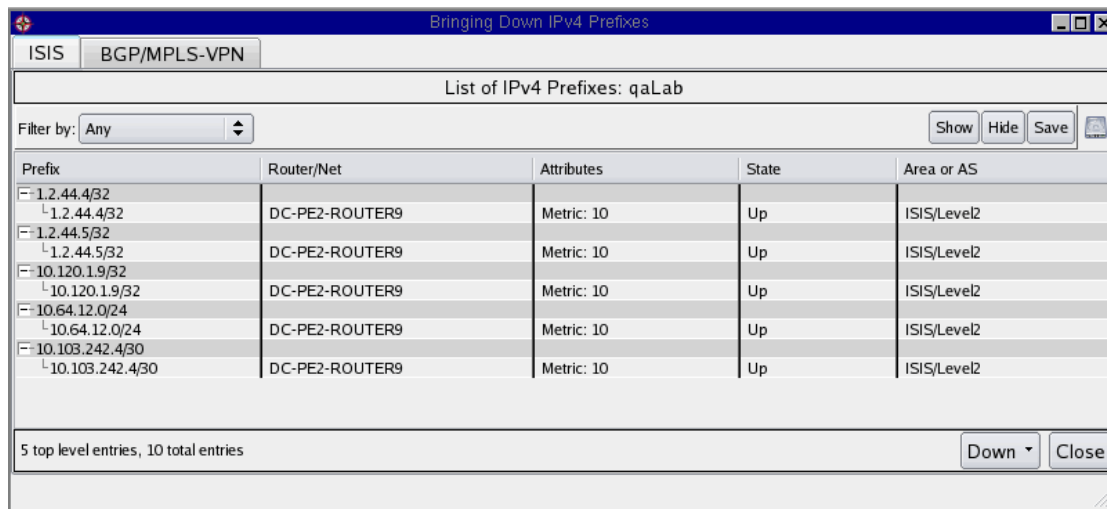 Bringing Down IPv4 Prefixes
ISIS BGP/MPLS-VPN
List of IPv4 Prefixes: qaLab
Filter by: Any Show Hide Save
Prefix Router/Net Attributes State Area or AS
1.2.44.4/32
1.2.44.4/32 DC-PE2-ROUTER9 Metric: 10 Up ISIS/Level2
1.2.44.5/32
1.2.44.5/32 DC-PE2-ROUTER9 Metric: 10 Up ISIS/Level2
10.120.1.9/32
10.120.1.9/32 DC-PE2-ROUTER9 Metric: 10 Up ISIS/Level2
10.64.12.0/24
10.64.12.0/24 DC-PE2-ROUTER9 Metric: 10 Up ISIS/Level2
10.103.242.4/30
10.103.242.4/30 DC-PE2-ROUTER9 Metric: 10 Up ISIS/Level2
5 top level entries, 10 total entries Down Close